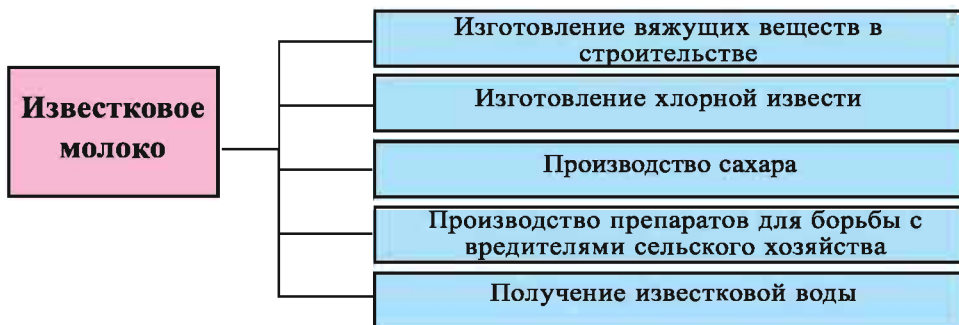 Известковое
молоко
Изготовление вяжущих веществ в
строительстве
Изготовление хлорной извести
Производство сахара
Производство препаратов для борьбы с
вредителями сельского хозяйства
Получение известковой воды